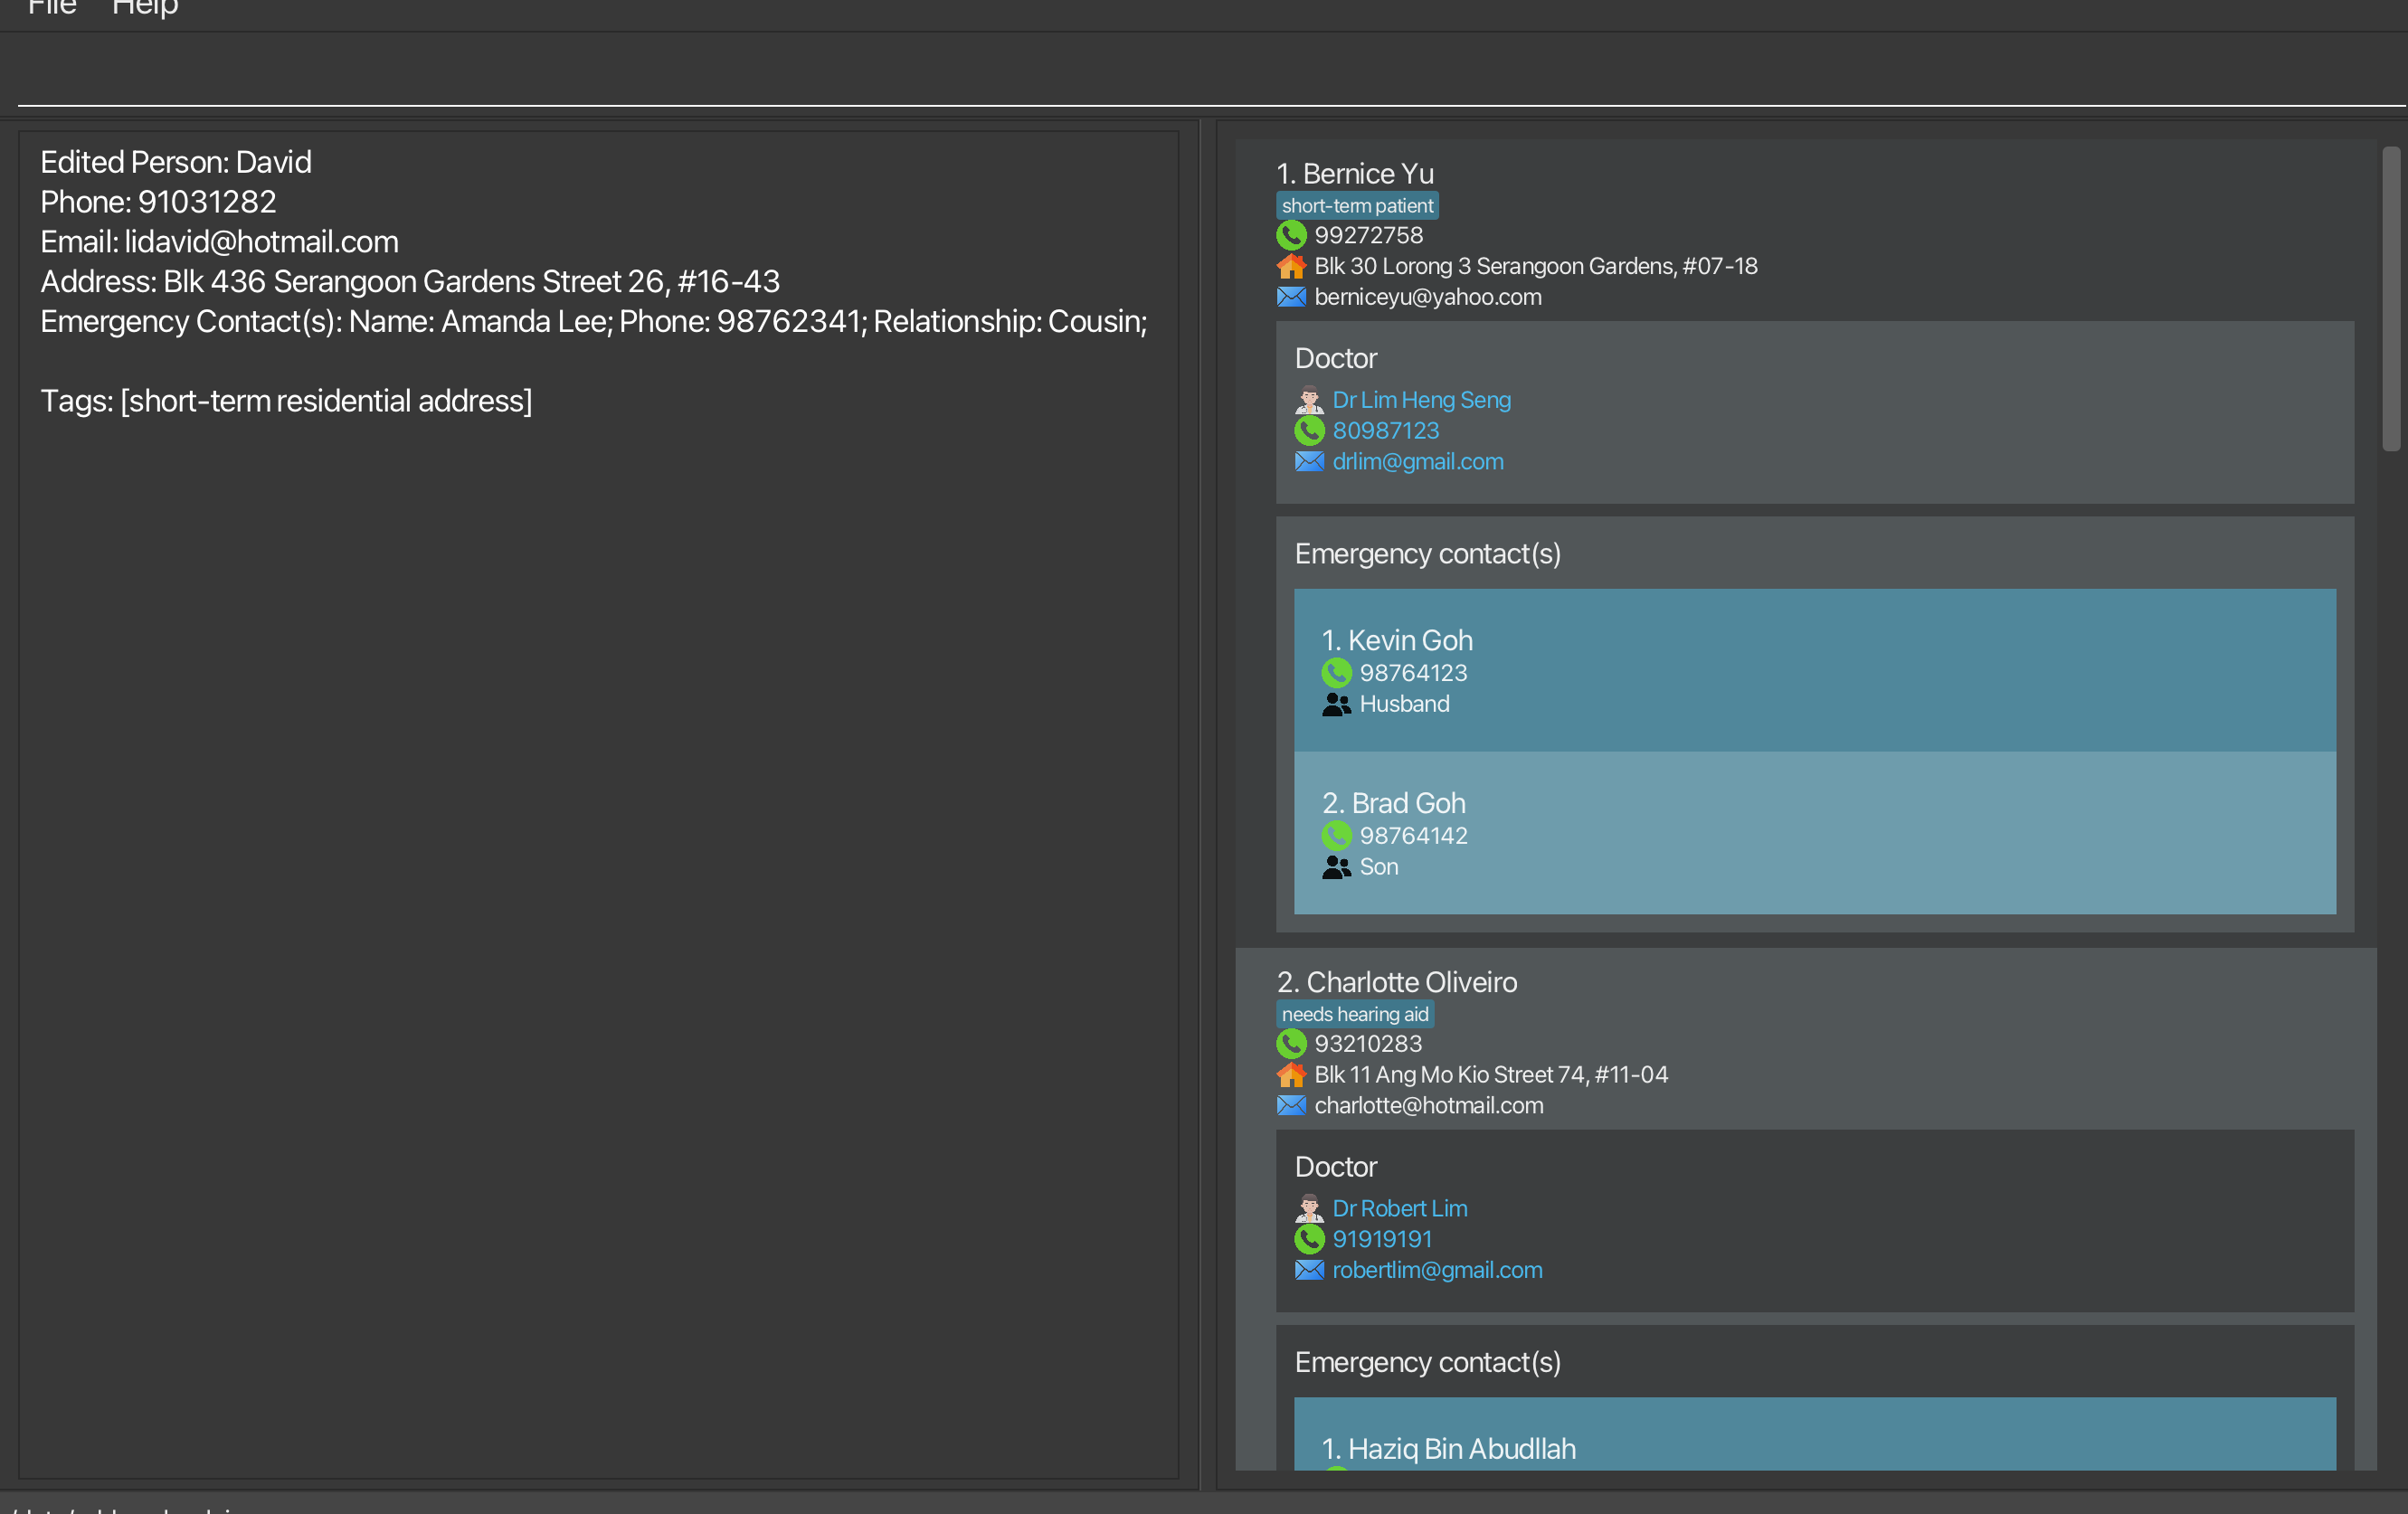 File Help
Edited Person: David
Phone: 91031282
Email: lidavid@hotmail.com
Address: Blk 436 Serangoon Gardens Street 26, #16-43
Emergency Contact(s): Name: Amanda Lee; Phone: 98762341; Relationship: Cousin;
Tags: [short-term residential address]
1. Bernice Yu
short-term patient
99272758
Blk 30 Lorong 3 Serangoon Gardens, #07-18
berniceyu@yahoo.com
Doctor
Dr Lim Heng Seng
80987123
drlim@gmail.com
Emergency contact(s)
1. Kevin Goh
98764123
Husband
2. Brad Goh
98764142
Son
2. Charlotte Oliveiro
needs hearing aid
93210283
Blk 11 Ang Mo Kio Street 74, #11-04
charlotte@hotmail.com
Doctor
Dr Robert Lim
91919191
robertlim@gmail.com
Emergency contact(s)
1. Haziq Bin Abudllah